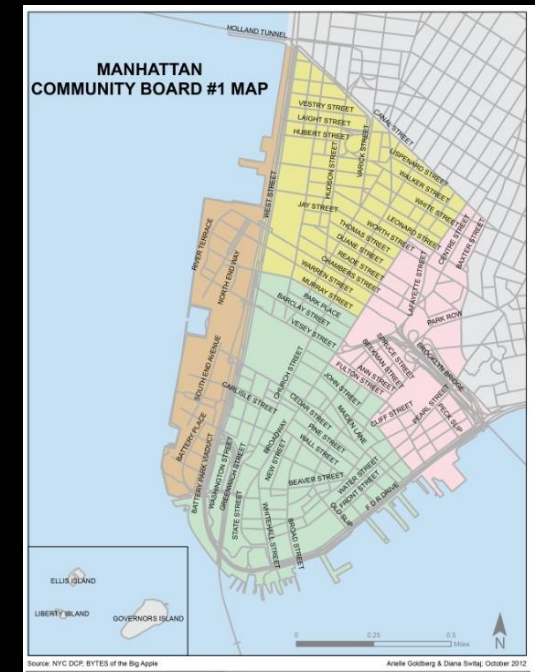 HOLLAND TUNNEL
MANHATTAN
COMMUNITY BOARD #1 MAP
VESTRY STREET
CANAL STREET
LAIGHT STREET
HUBERT STREET
LISPENARD STREET
VARICK STREET
HUDSON STREET
WALKER STREET
WEST STREET
WHITE STREET
JAY STREET
LEONARD STREET
WORTH STREET
THOMAS STREET
DUANE STREET
READE STREET
CHAMBERS STREET
CENTRE STREET
BAXTER STREET
RIVER TERRACE
NORTH END WAY
WARREN STREET
MURRAY STREET
LAFAYETTE STREET
PARK PLACE
BARCLAY STREET
PARK ROW
VESEY STREET
SPRUCE STREET
BEEKMAN STREET
BROOKLYN BRIDGE
ANN STREET
FULTON STREET
SOUTH END AVENUE
CHURCH STREET
JOHN STREET
CARLISLE STREET
CEDAR STREET
MAIDEN LANE
CLIFF STREET
PEARL STREET
PECK SLIP
BATTERY PLACE
BROADWAY
PINE STREET
WALL STREET
NEW STREET
BATTERY PARK VIADUCT
WASHINGTON STREET
GREENWICH STREET
BEAVER STREET
WATER STREET
FRONT STREET
F D R DRIVE
OLD SLIP
STATE STREET
WHITEHALL STREET
BROAD STREET
ELLIS ISLAND
LIBERTY ISLAND
GOVERNORS ISLAND
0 0.25 0.5
Miles
N
Source: NYC DCP, BYTES of the Big Apple
Arielle Goldberg & Diana Switaj; October 2012